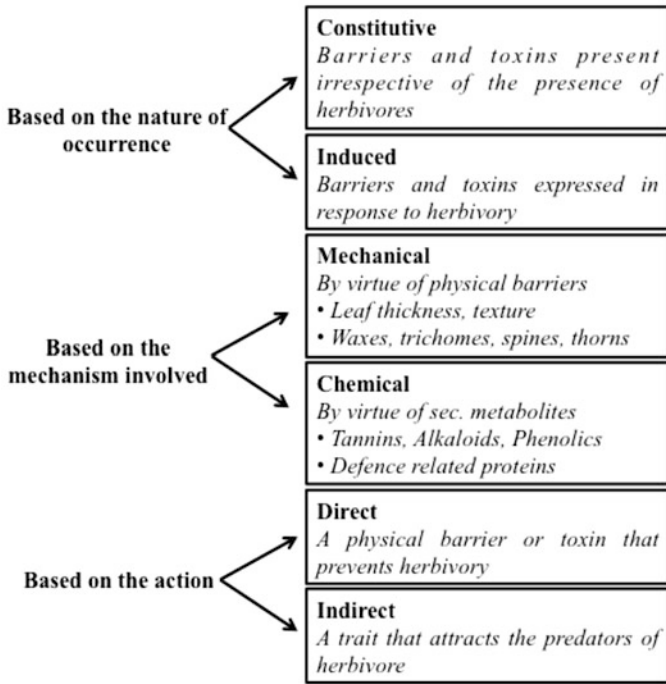 Constitutive
Barriers and toxins present
irrespective of the presence of
herbivores
Based on the nature of
occurrence
Induced
Barriers and toxins expressed in
response to herbivory
Mechanical
By virtue of physical barriers
• Leaf thickness, texture
• Waxes, trichomes, spines, thorns
Based on the
mechanism involved
Chemical
By virtue of sec. metabolites
• Tannins, Alkaloids, Phenolics
• Defence related proteins
Direct
A physical barrier or toxin that
prevents herbivory
Based on the action
Indirect
A trait that attracts the predators of
herbivore